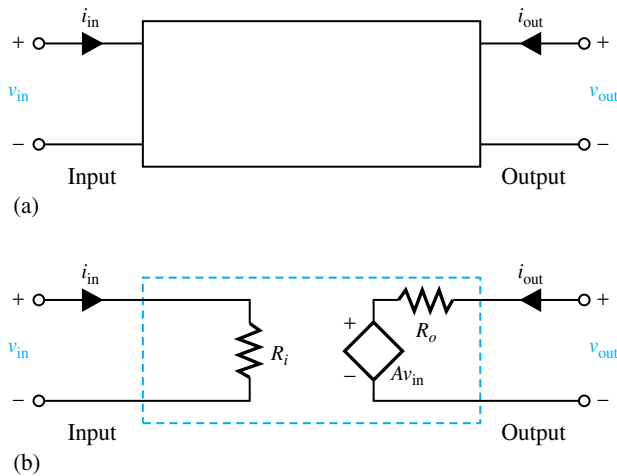 i_in i_out
+ +
v_in v_out
− −
Input Output
(a)
i_in i_out
+ +
+ R_o
v_in R_i v_out
− Av_in
− −
Input Output
(b)